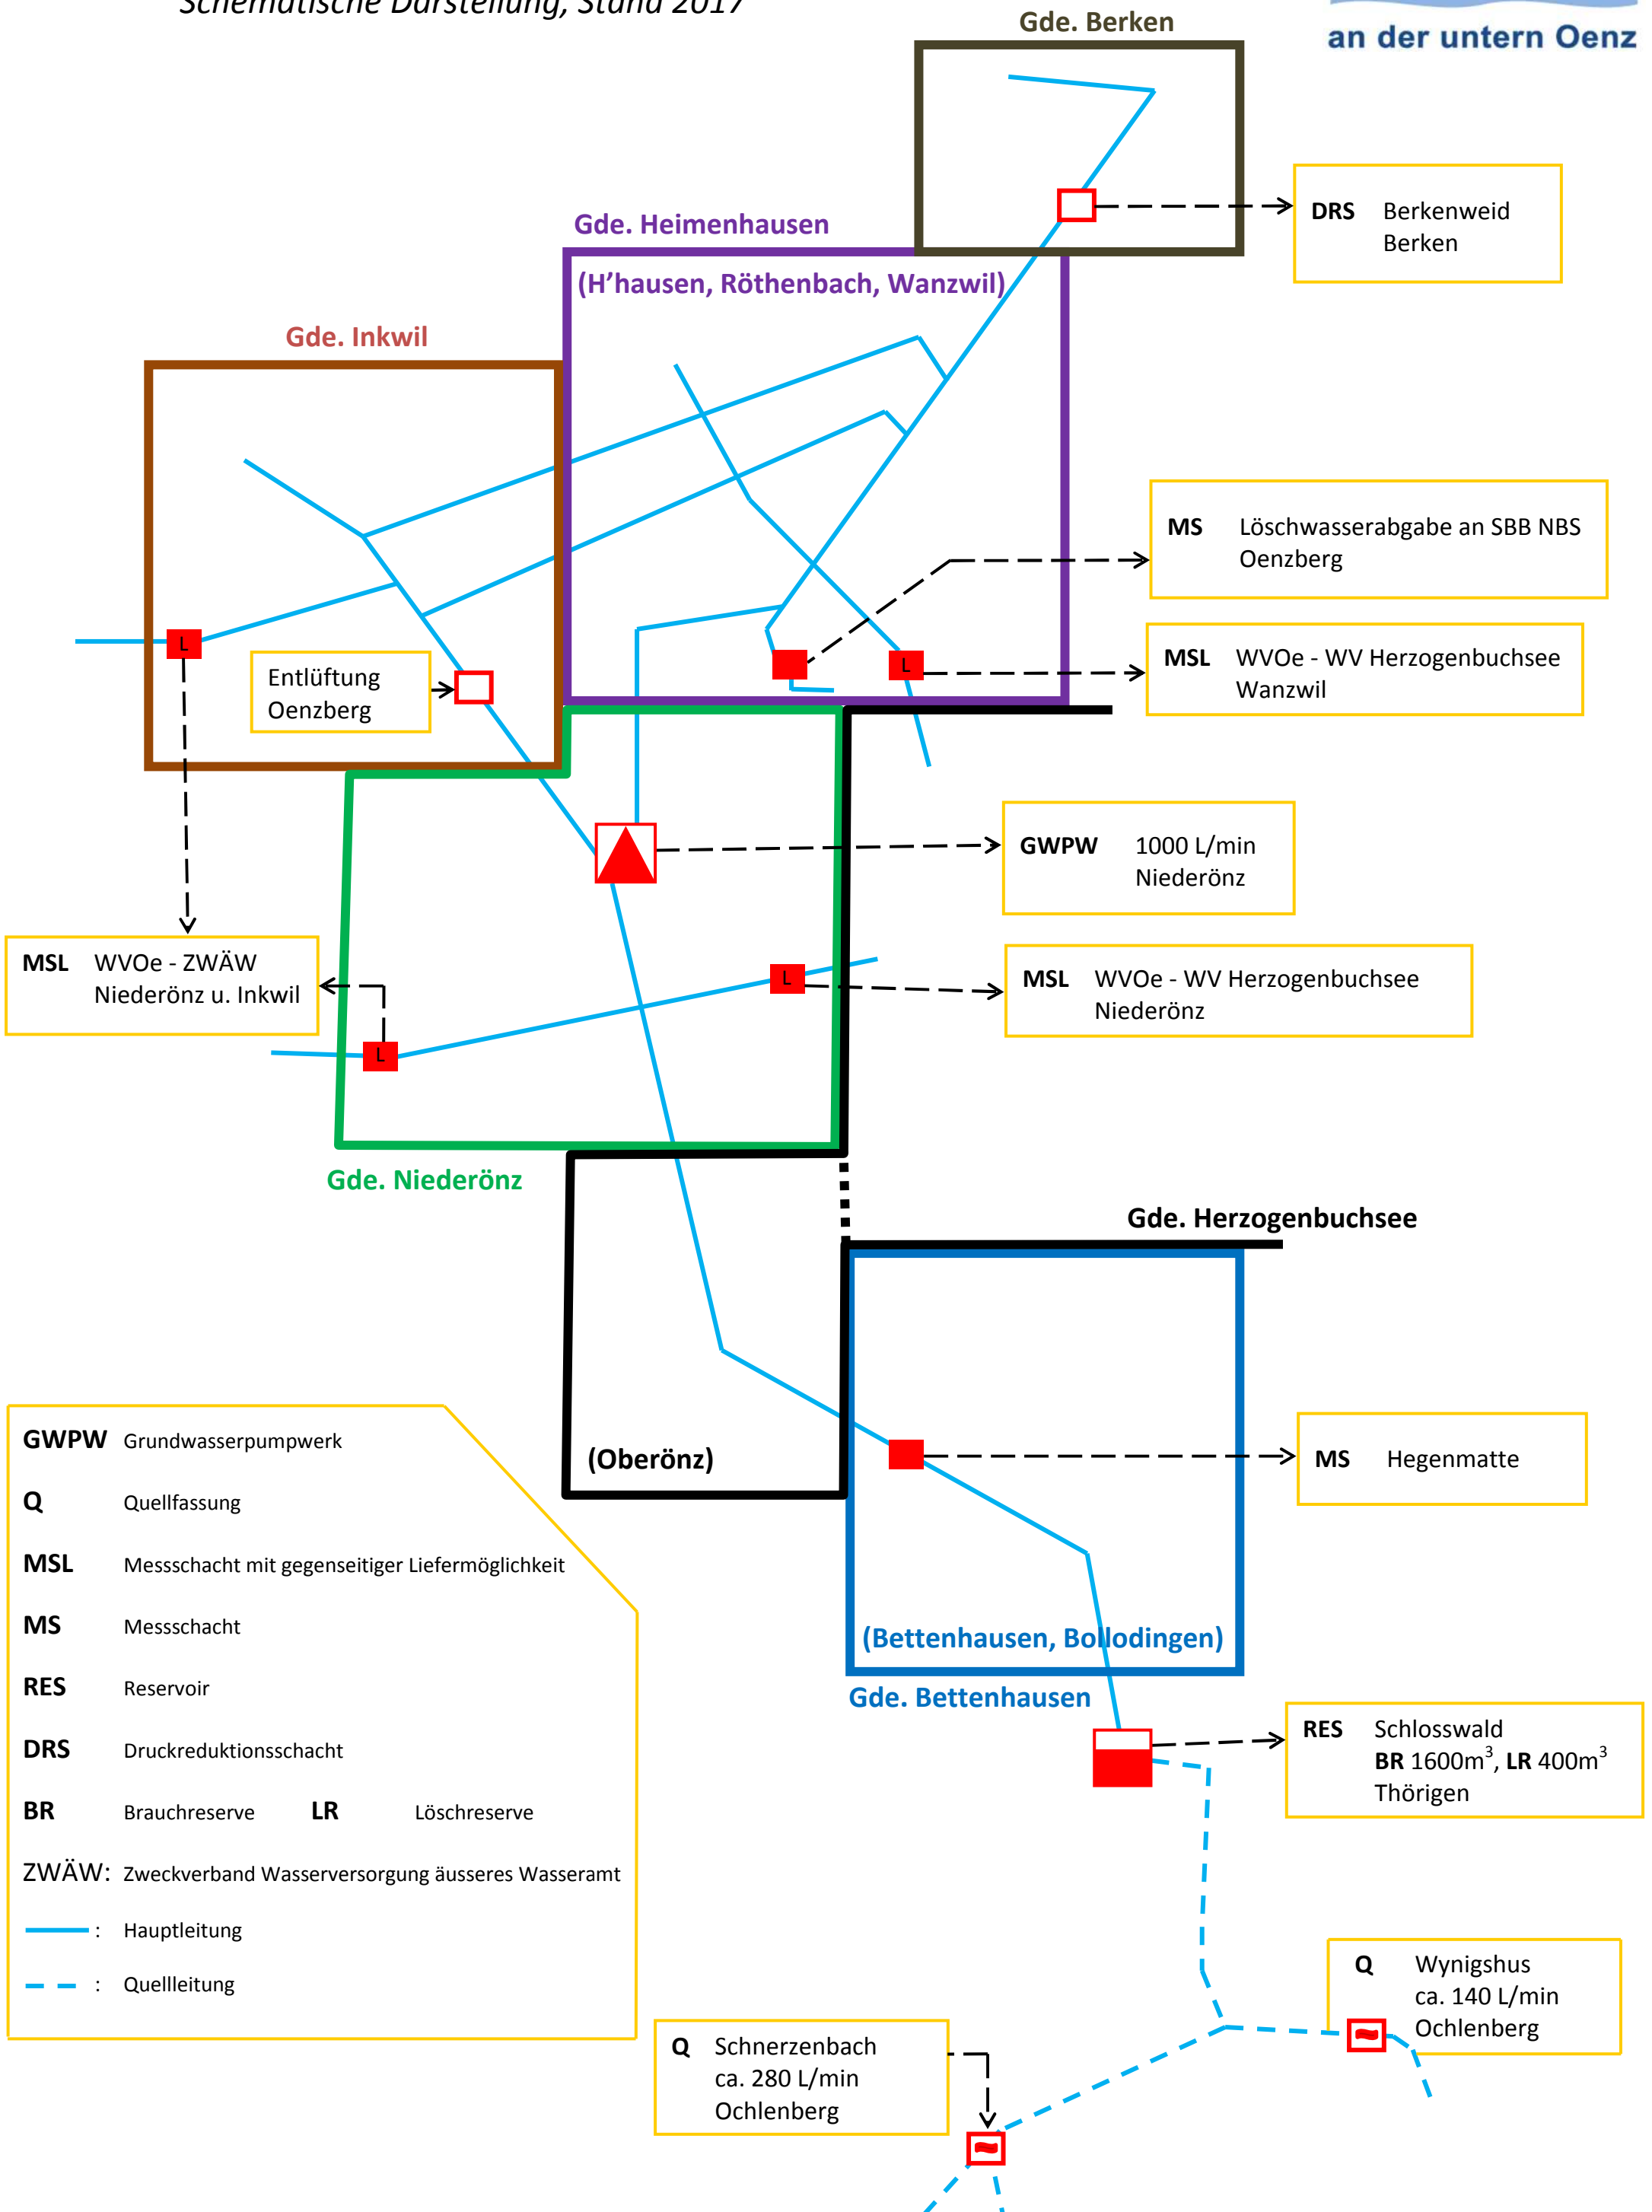 Schematische Darstellung, Stand 2017
an der untern Oenz
Gde. Berken
DRS Berkenweid
Berken
Gde. Heimenhausen
(H'hausen, Röthenbach, Wanzwil)
Gde. Inkwil
MS Löschwasserabgabe an SBB NBS
Oenzberg
L
L
MSL WVOe - WV Herzogenbuchsee
Wanzwil
Entlüftung
Oenzberg
GWPW 1000 L/min
Niederönz
MSL WVOe - ZWÄW
Niederönz u. Inkwil
L
MSL WVOe - WV Herzogenbuchsee
Niederönz
L
Gde. Niederönz
Gde. Herzogenbuchsee
(Oberönz)
MS Hegenmatte
(Bettenhausen, Bollodingen)
Gde. Bettenhausen
RES Schlosswald
BR 1600m³, LR 400m³
Thörigen
GWPW Grundwasserpumpwerk
Q Quellfassung
MSL Messschacht mit gegenseitiger Liefermöglichkeit
MS Messschacht
RES Reservoir
DRS Druckreduktionsschacht
BR Brauchreserve LR Löschreserve
ZWÄW: Zweckverband Wasserversorgung äusseres Wasseramt
: Hauptleitung
: Quellleitung
Q Wynigshus
ca. 140 L/min
Ochlenberg
Q Schnerzenbach
ca. 280 L/min
Ochlenberg